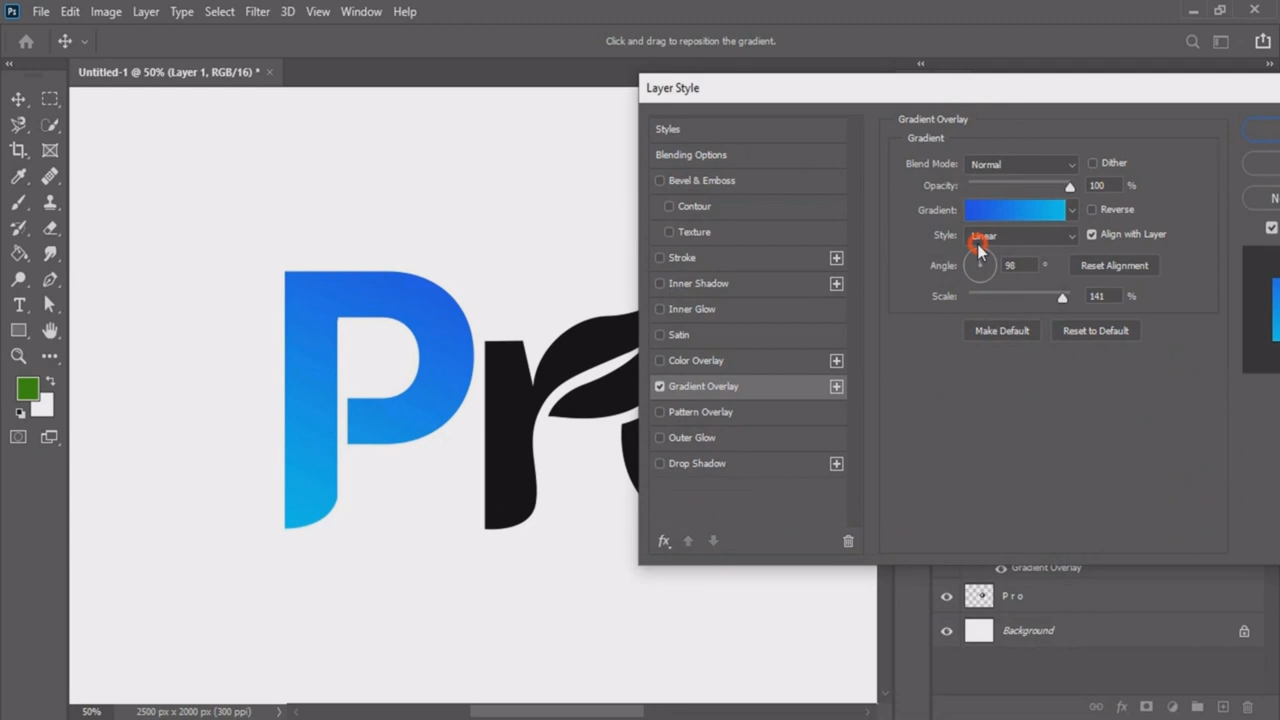 Ps File Edit Image Layer Type Select Filter 3D View Window Help
Click and drag to reposition the gradient.
Untitled-1 @ 50% (Layer 1, RGB/16) *
Layer Style
Styles
Blending Options
Bevel & Emboss
Contour
Texture
Stroke
Inner Shadow
Inner Glow
Satin
Color Overlay
Gradient Overlay
Pattern Overlay
Outer Glow
Drop Shadow
fx
Gradient Overlay
Gradient
Blend Mode: Normal Dither
Opacity: 100 %
Gradient: Reverse
Style: Linear Align with Layer
Angle: 98 ° Reset Alignment
Scale: 141 %
Make Default Reset to Default
N
Pr
Gradient Overlay
P r o
Background
fx
50% 2500 px x 2000 px (300 ppi)